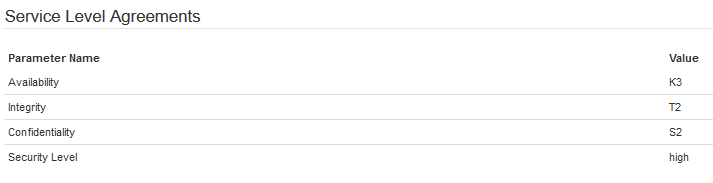 Service Level Agreements
Parameter Name Value
Availability K3
Integrity T2
Confidentiality S2
Security Level high